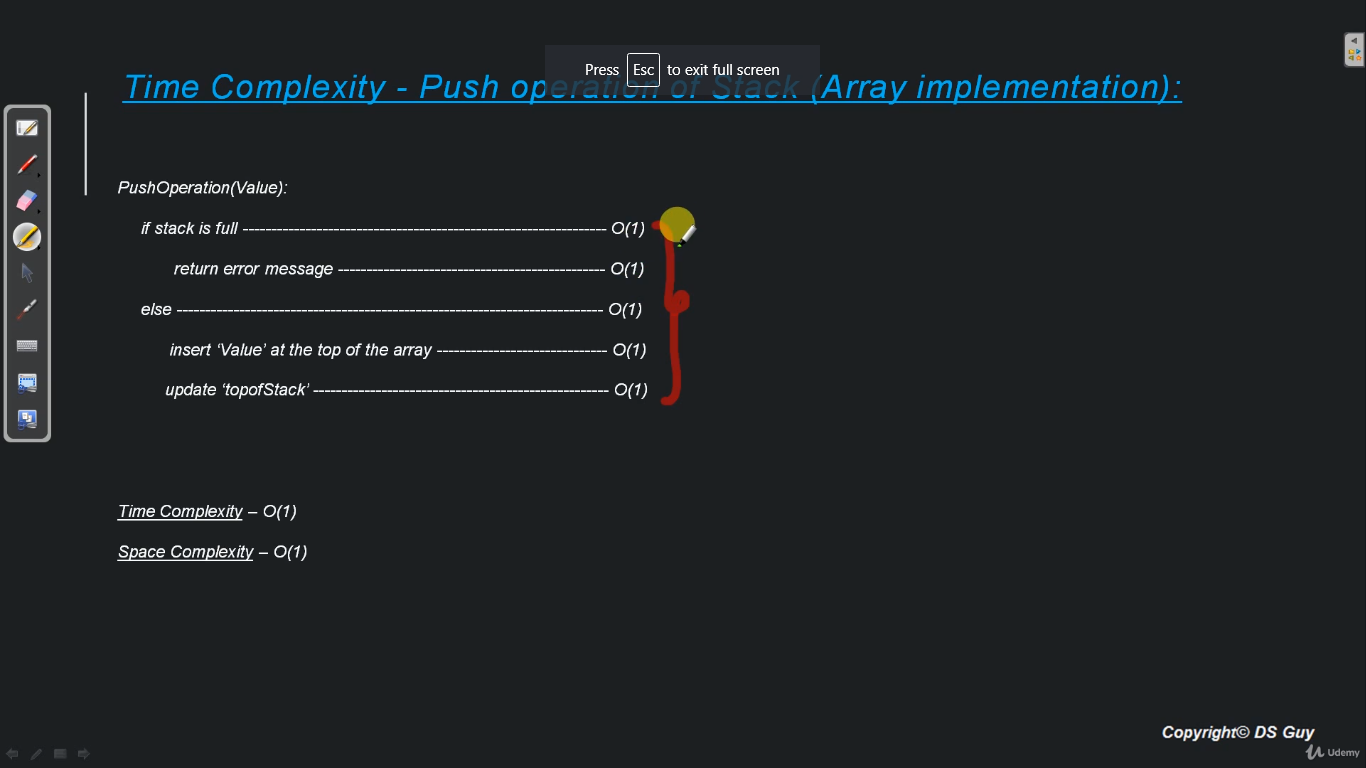 Press Esc to exit full screen
Time Complexity - Push operation of Stack (Array implementation):
PushOperation(Value):
if stack is full ---------------------------------------------------------------- O(1)
return error message ----------------------------------------------- O(1)
else --------------------------------------------------------------------------- O(1)
insert ‘Value’ at the top of the array ------------------------------ O(1)
update ‘topofStack’ ---------------------------------------------------- O(1)
Time Complexity – O(1)
Space Complexity – O(1)
Copyright© DS Guy
Udemy